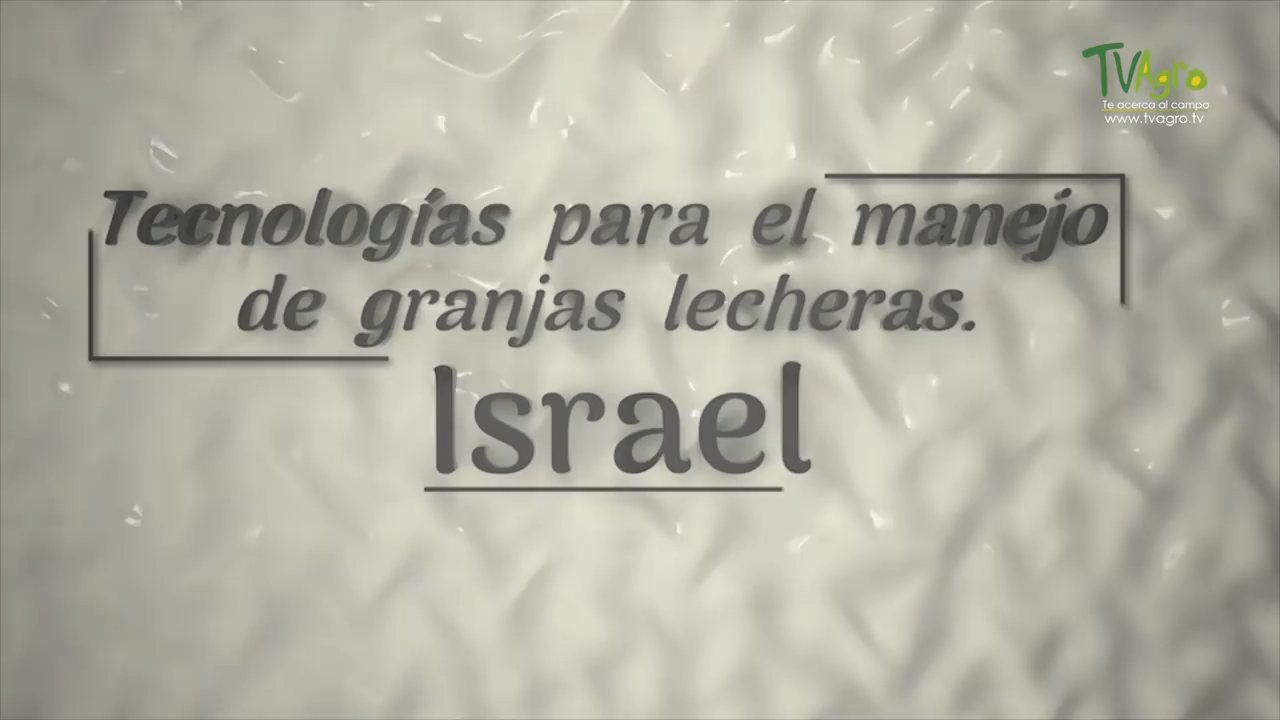 TVAgro
Te acerca al campo
www.tvagro.tv
Tecnologías para el manejo
de granjas lecheras.
Israel